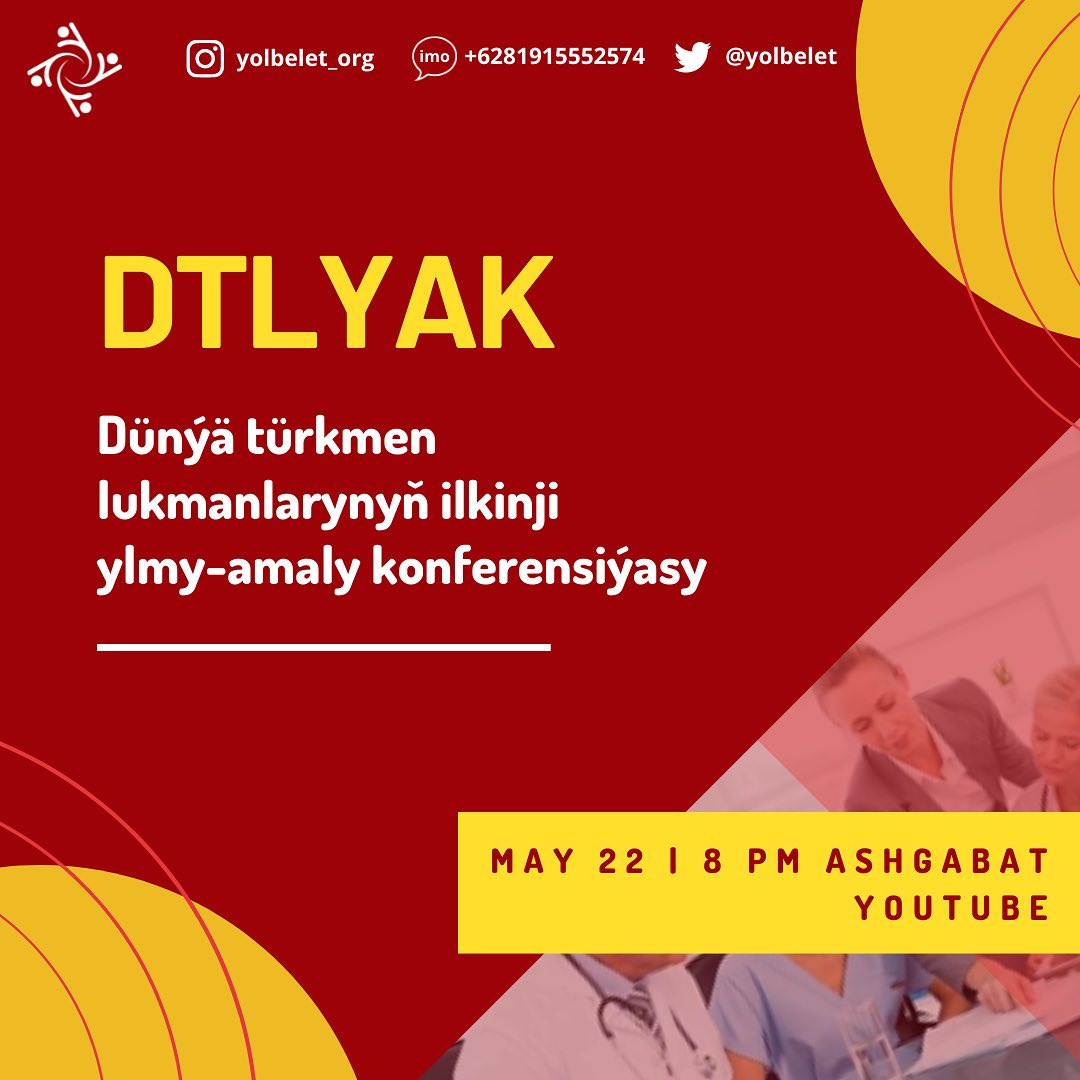 yolbelet_org
imo
+6281915552574
@yolbelet
DTLYAK
Dünýä türkmen
lukmanlarynyň ilkinji
ylmy-amaly konferensiýasy
MAY 22 | 8 PM ASHGABAT
YOUTUBE